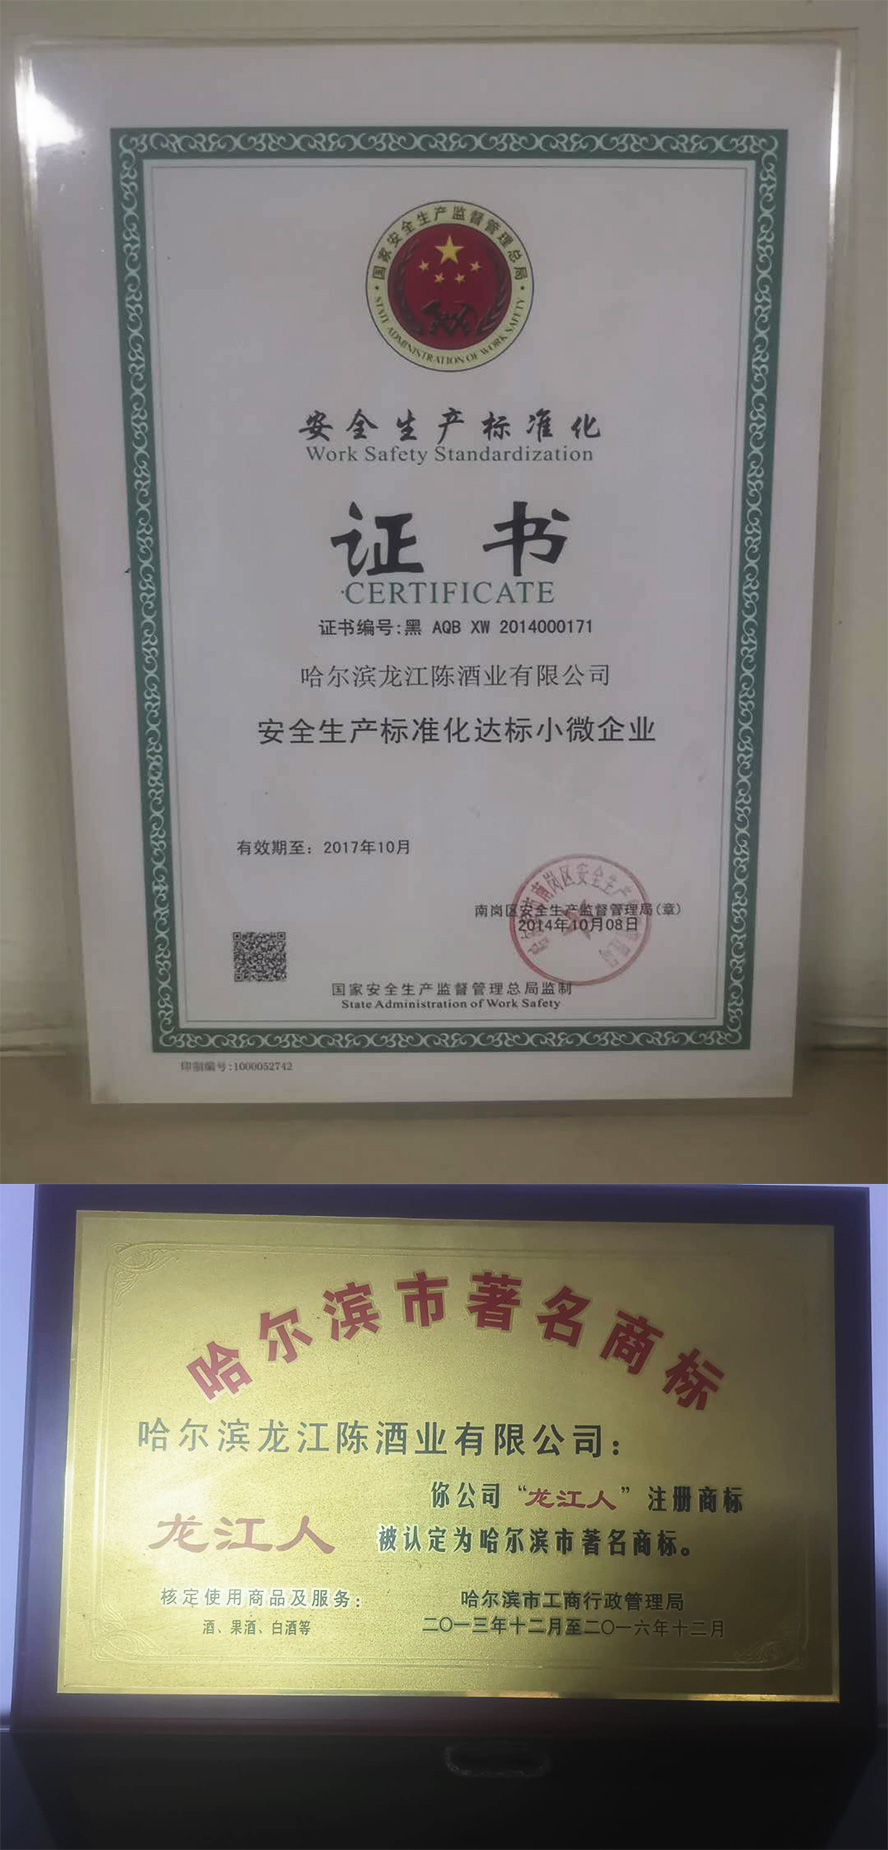 国家安全生产监督管理总局
STATE ADMINISTRATION OF WORK SAFETY
安全生产标准化
Work Safety Standardization
证书
CERTIFICATE
证书编号:黑 AQB XW 2014000171
哈尔滨龙江陈酒业有限公司
安全生产标准化达标小微企业
有效期至：2017年10月
南岗区安全生产监督管理局(章)
2014年10月08日
国家安全生产监督管理总局监制
State Administration of Work Safety
印制编号:1000052742
哈尔滨市著名商标
哈尔滨龙江陈酒业有限公司：
你公司“龙江人”注册商标
龙江人 被认定为哈尔滨市著名商标。
核定使用商品及服务： 哈尔滨市工商行政管理局
酒、果酒、白酒等 二〇一三年十二月至二〇一六年十二月